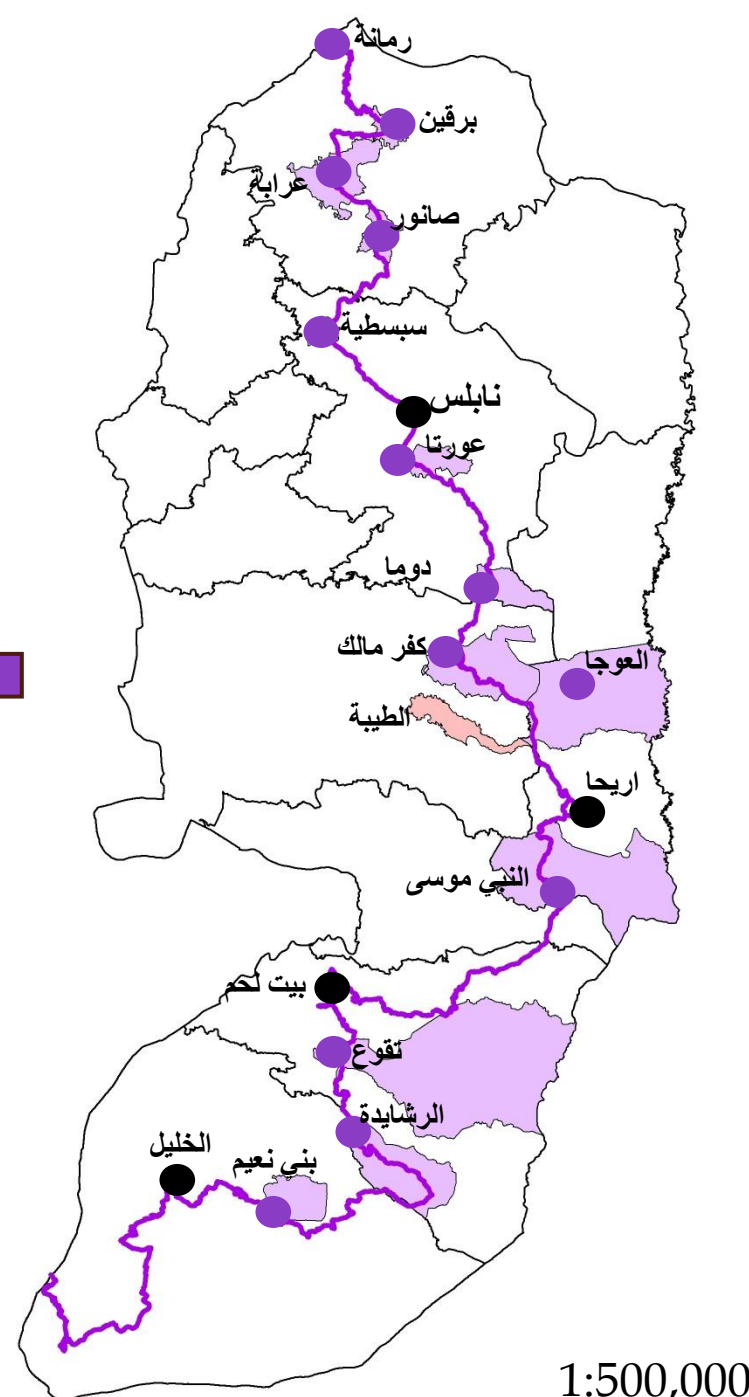 رمانة
برقين
عرابة
صانور
سبسطية
نابلس
عورتا
دوما
كفر مالك
العوجا
الطيبة
اريحا
النبي موسى
بيت لحم
تقوع
الرشايدة
الخليل
بني نعيم
1:500,000